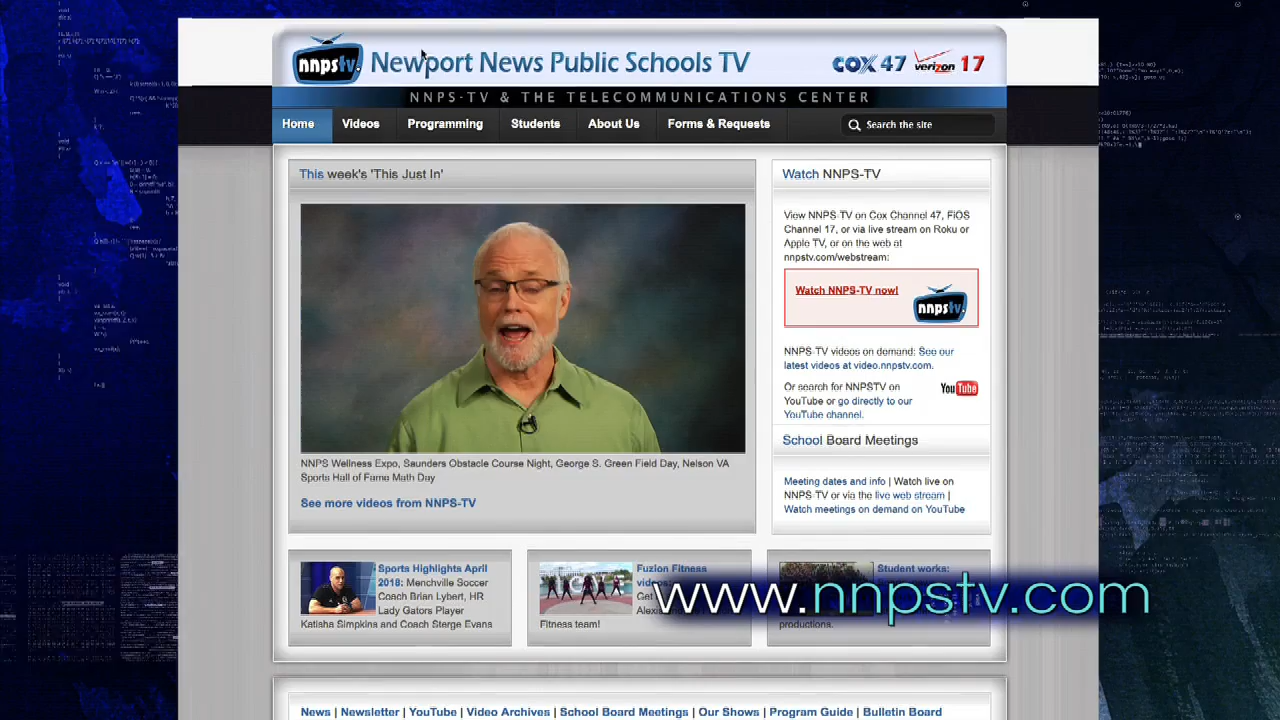 nnpstv.
Newport News Public Schools TV
COX 47
verizon 17
NNPS-TV & THE TELECOMMUNICATIONS CENTER
Home
Videos
Programming
Students
About Us
Forms & Requests
Search the site
This week's 'This Just In'
NNPS Wellness Expo, Saunders Obstacle Course Night, George S. Green Field Day, Nelson VA
Sports Hall of Fame Math Day
See more videos from NNPS-TV
Watch NNPS-TV
View NNPS-TV on Cox Channel 47, FiOS
Channel 17, or via live stream on Roku or
Apple TV, or on the web at
nnpstv.com/webstream:
Watch NNPS-TV now!
nnpstv.
NNPS-TV videos on demand: See our
latest videos at video.nnpstv.com.
Or search for NNPSTV on
YouTube or go directly to our
YouTube channel.
YouTube
School Board Meetings
Meeting dates and info | Watch live on
NNPS-TV or via the live web stream |
Watch meetings on demand on YouTube
Sports Highlights April
2018: Menchville Soccer
Coach Brian Lybert, HR
Lady Gators Player
Keiisha Simpkins and Coach Sterge Evans
Fuzion Fitness
Get
Fitness team!
Student works:
productions.
www.nnpstv.com
News | Newsletter | YouTube | Video Archives | School Board Meetings | Our Shows | Program Guide | Bulletin Board